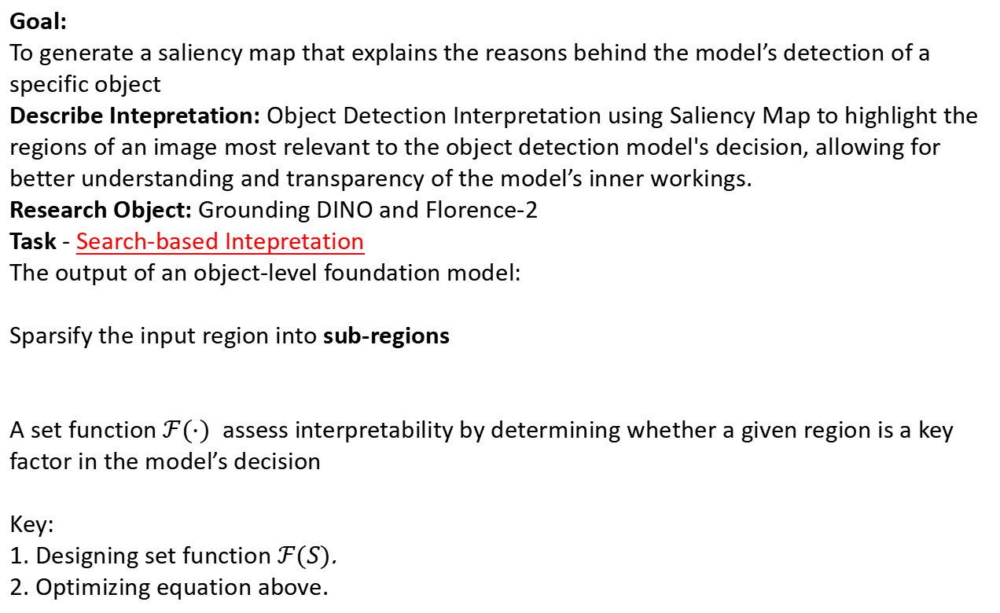 Goal:
To generate a saliency map that explains the reasons behind the model’s detection of a
specific object
Describe Intepretation: Object Detection Interpretation using Saliency Map to highlight the
regions of an image most relevant to the object detection model's decision, allowing for
better understanding and transparency of the model’s inner workings.
Research Object: Grounding DINO and Florence-2
Task - Search-based Intepretation
The output of an object-level foundation model:
Sparsify the input region into sub-regions
A set function ℱ(·) assess interpretability by determining whether a given region is a key
factor in the model’s decision
Key:
1. Designing set function ℱ(S).
2. Optimizing equation above.